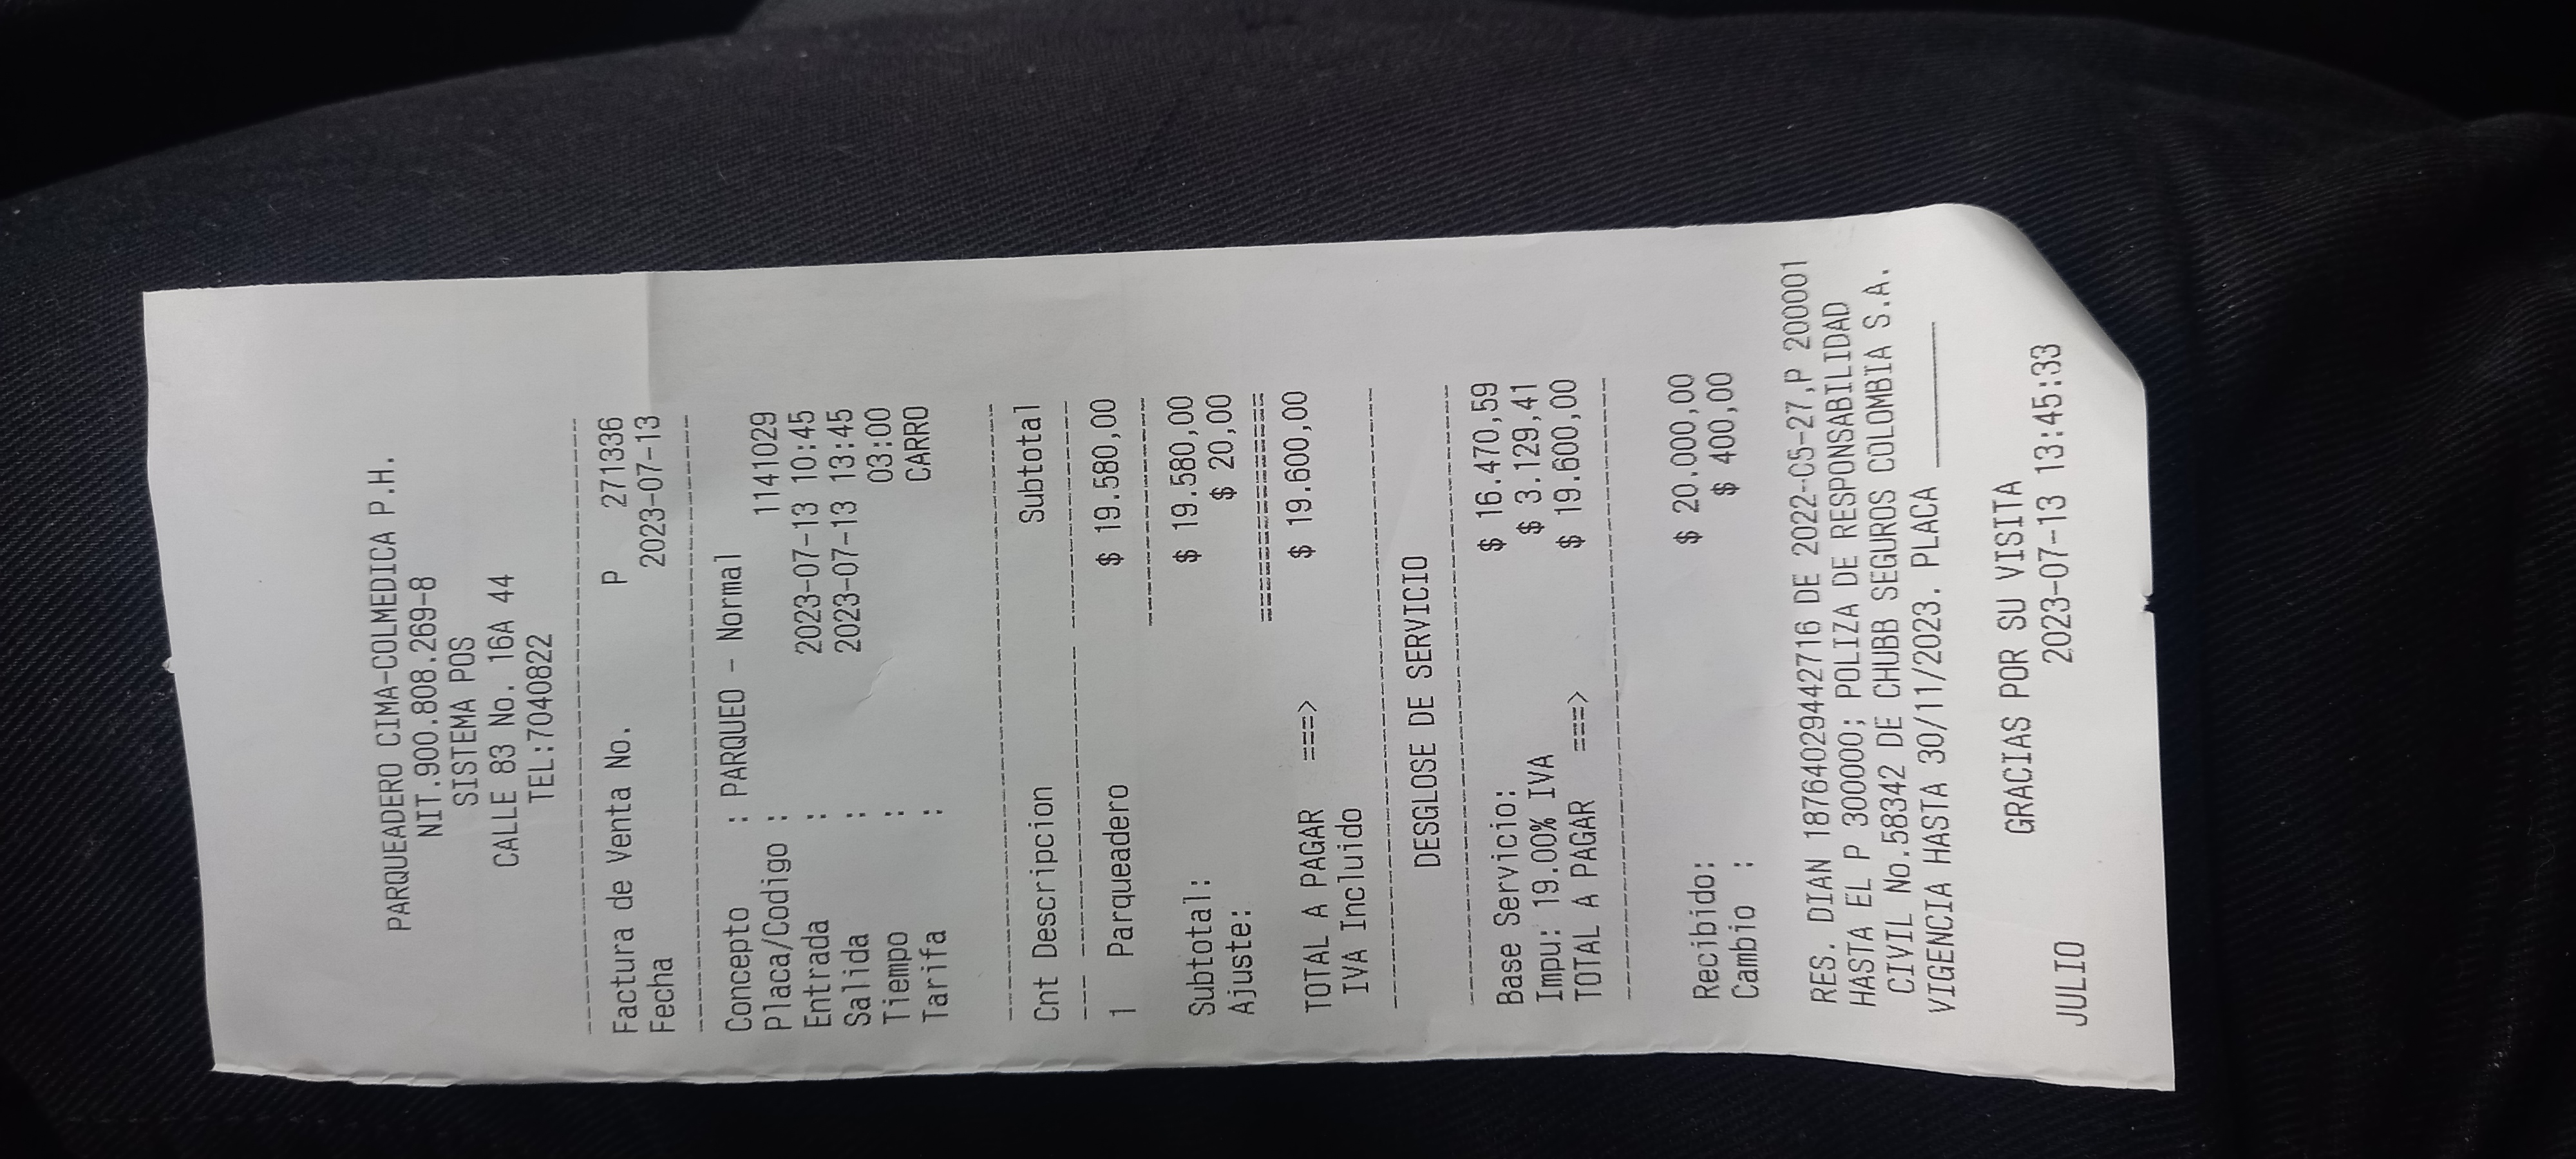 PARQUEADERO CIMA-COLMEDICA P.H.
NIT.900.808.269-8
SISTEMA POS
CALLE 83 No. 16A 44
TEL:7040822
Factura de Venta No. P 271336
Fecha 2023-07-13
Concepto : PARQUEO - Normal
Placa/Codigo : 1141029
Entrada : 2023-07-13 10:45
Salida : 2023-07-13 13:45
Tiempo : 03:00
Tarifa : CARRO
Cnt Descripcion Subtotal
1 Parqueadero $ 19.580,00
Subtotal: $ 19.580,00
Ajuste: $ 20,00
TOTAL A PAGAR ===> $ 19.600,00
IVA Incluido
DESGLOSE DE SERVICIO
Base Servicio: $ 16.470,59
Impu: 19.00% IVA $ 3.129,41
TOTAL A PAGAR ===> $ 19.600,00
Recibido: $ 20.000,00
Cambio : $ 400,00
RES. DIAN 18764029442716 DE 2022-05-27,P 200001
HASTA EL P 300000; POLIZA DE RESPONSABILIDAD
CIVIL No.58342 DE CHUBB SEGUROS COLOMBIA S.A.
VIGENCIA HASTA 30/11/2023. PLACA ________
GRACIAS POR SU VISITA
JULIO 2023-07-13 13:45:33